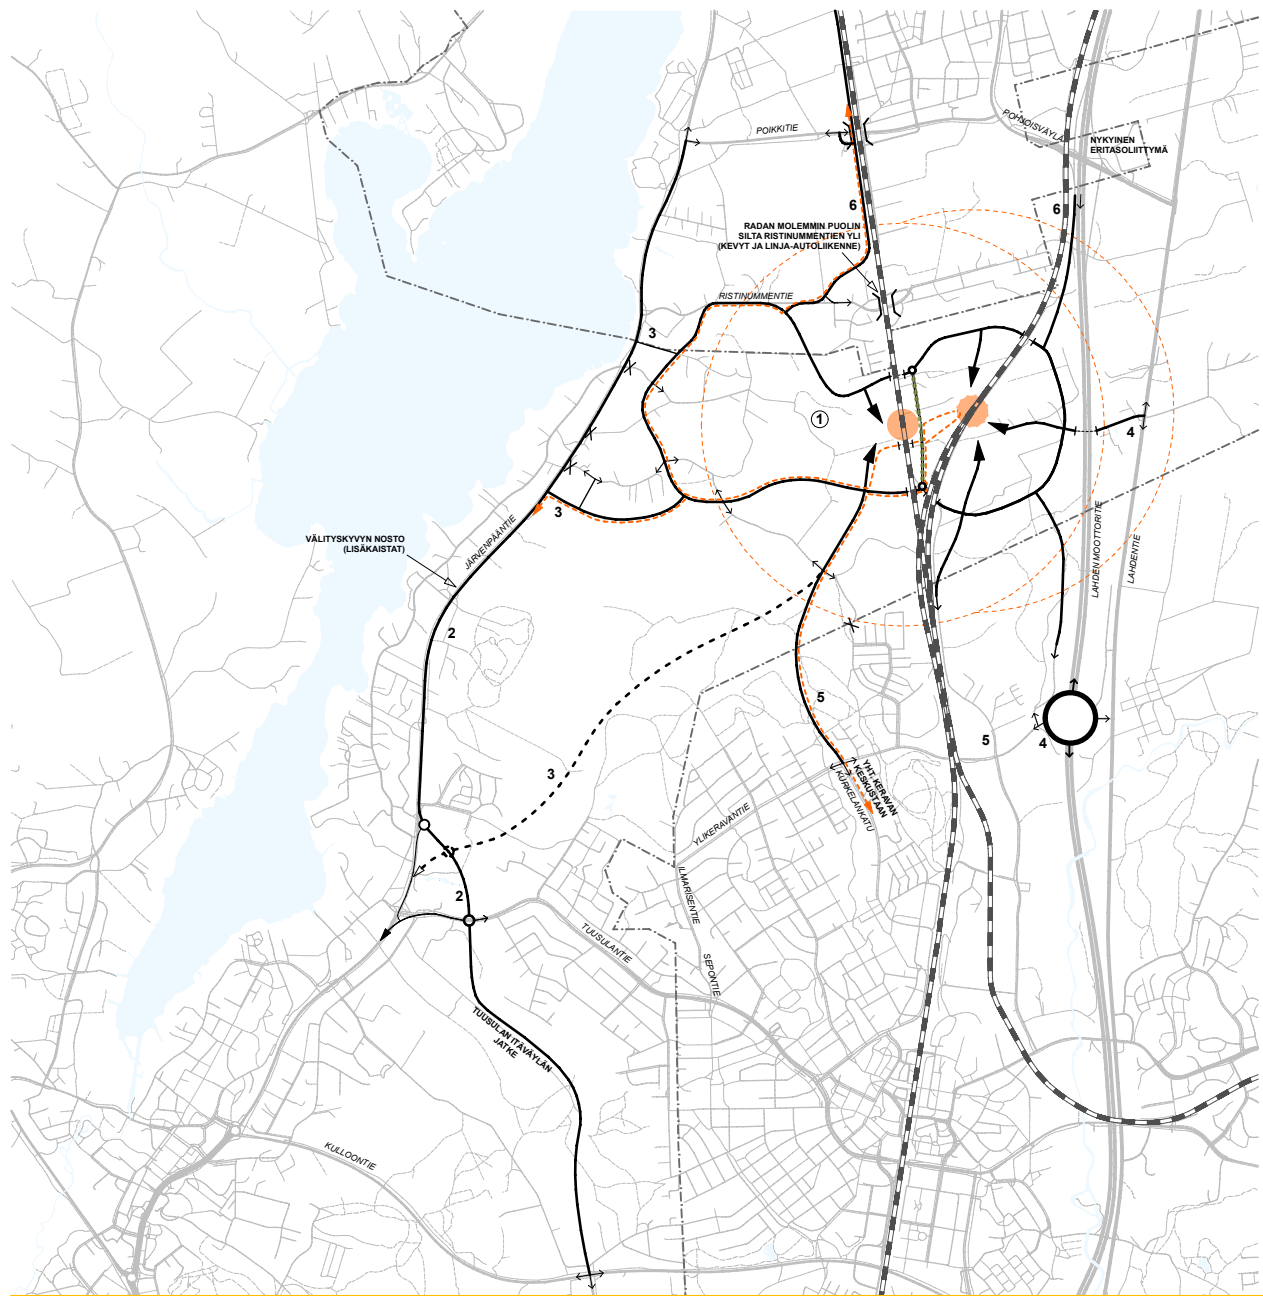 POIKKITIE
POHJOISVÄYLÄ
NYKYINEN
ERITASOLIITTYMÄ
6
6
RADAN MOLEMMIN PUOLIN
SILTA RISTINUMMENTIEN YLI
(KEVYT JA LINJA-AUTOLIIKENNE)
RISTINUMMENTIE
3
1
4
3
JÄRVENPÄÄNTIE
VÄLITYSKYVYN NOSTO
(LISÄKAISTAT)
LAHDEN MOOTTORITIE
LAHDENTIE
2
5
5
4
3
YHT. KERAVAN
KESKUSTAAN
KURKELANKATU
YLIKERAVANTIE
ILMARISENTIE
2
TUUSULANTIE
SEPONTIE
TUUSULAN ITÄVÄYLÄN
JATKE
KULLOONTIE